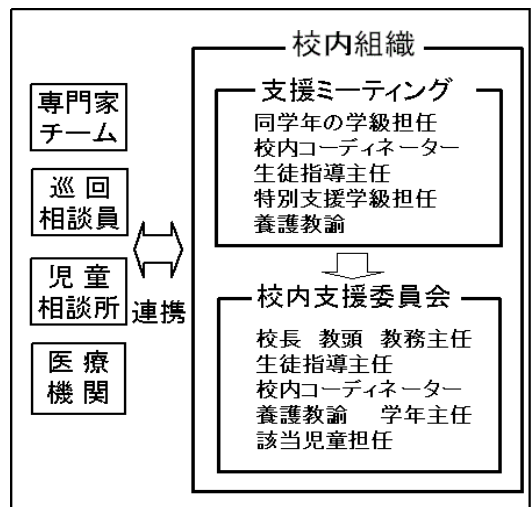 専門家
チーム
巡回
相談員
児童
相談所
医療
機関
連携
校内組織
支援ミーティング
同学年の学級担任
校内コーディネーター
生徒指導主任
特別支援学級担任
養護教諭
校内支援委員会
校長 教頭 教務主任
生徒指導主任
校内コーディネーター
養護教諭 学年主任
該当児童担任